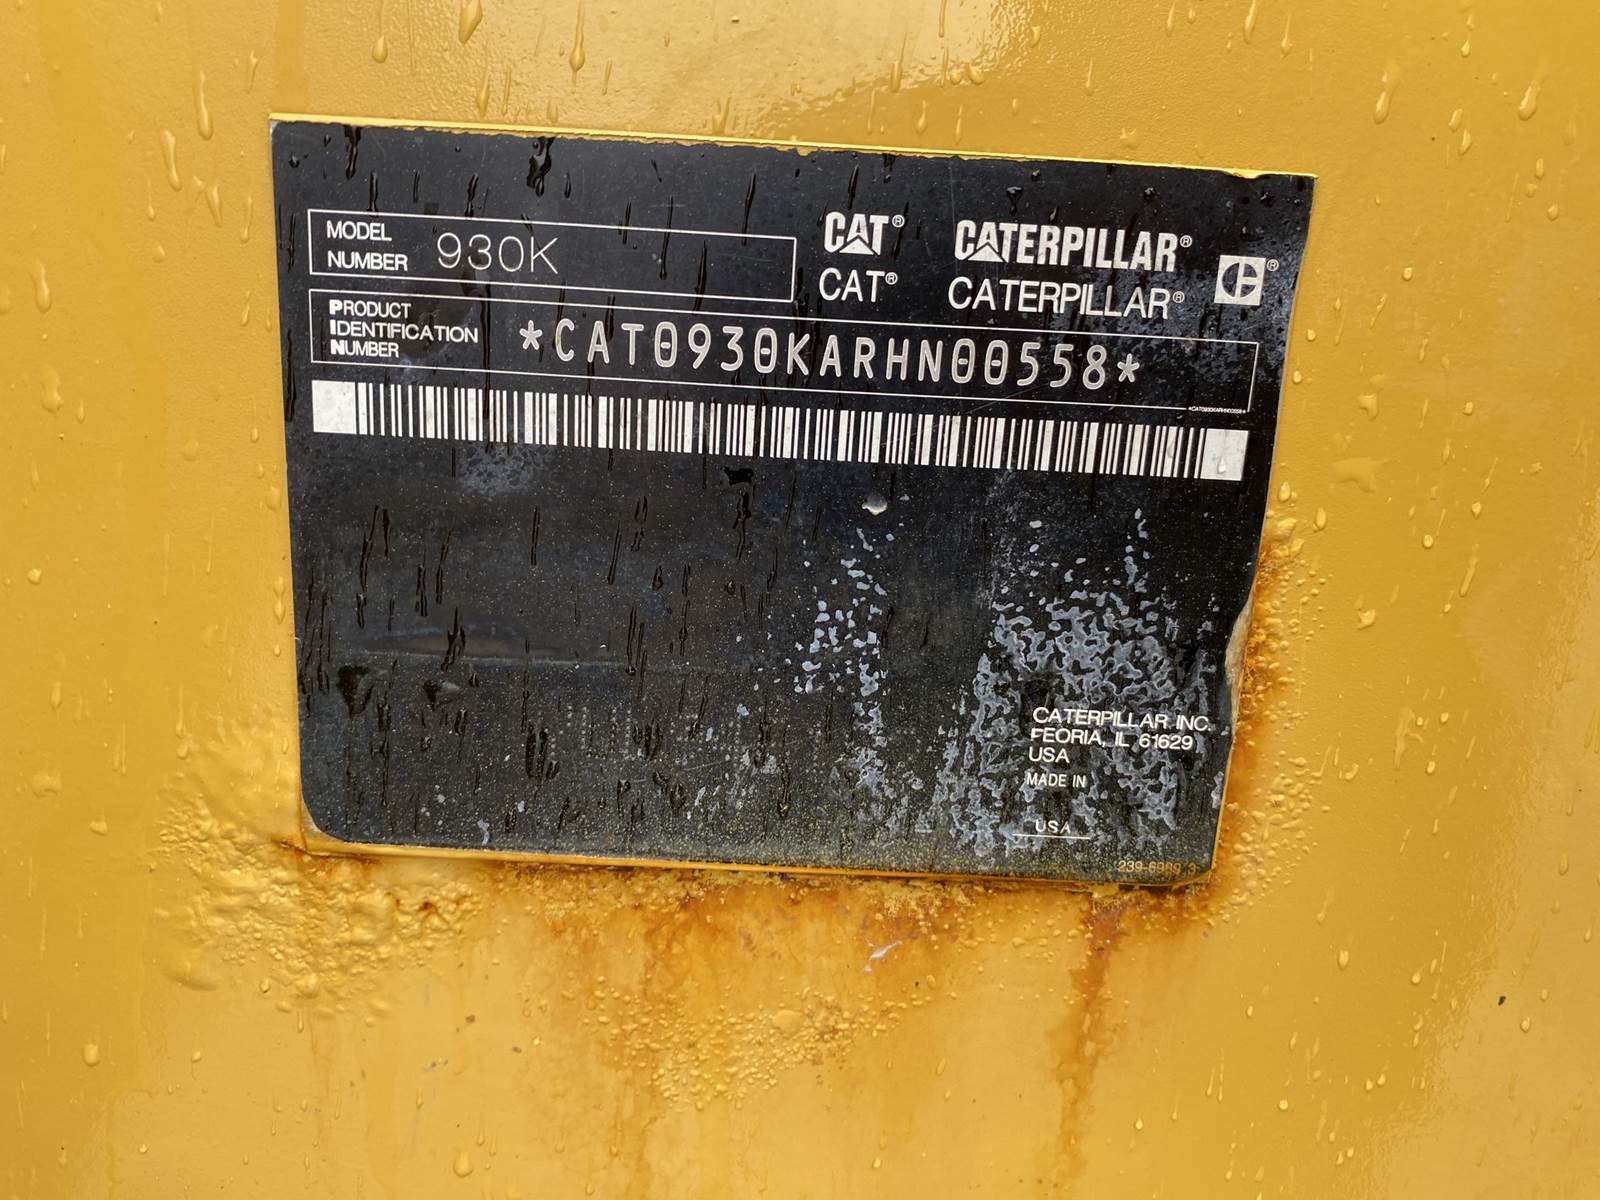 MODEL
NUMBER 930K
CAT® CATERPILLAR®
CAT® CATERPILLAR®
PRODUCT
IDENTIFICATION
NUMBER
*CAT0930KARHN00558*
*CAT0930KARHN00558*
CATERPILLAR INC.
PEORIA, IL 61629
USA
MADE IN
USA